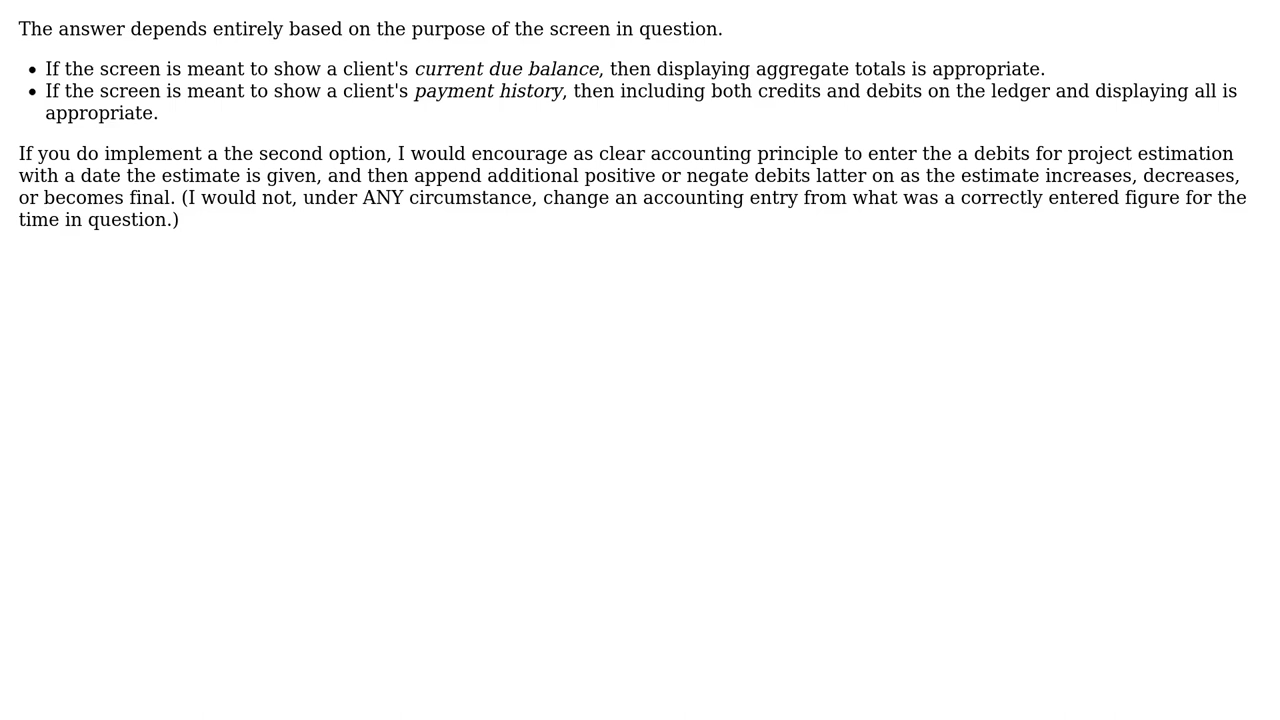 The answer depends entirely based on the purpose of the screen in question.
• If the screen is meant to show a client's current due balance, then displaying aggregate totals is appropriate.
• If the screen is meant to show a client's payment history, then including both credits and debits on the ledger and displaying all is
appropriate.
If you do implement a the second option, I would encourage as clear accounting principle to enter the a debits for project estimation
with a date the estimate is given, and then append additional positive or negate debits latter on as the estimate increases, decreases,
or becomes final. (I would not, under ANY circumstance, change an accounting entry from what was a correctly entered figure for the
time in question.)